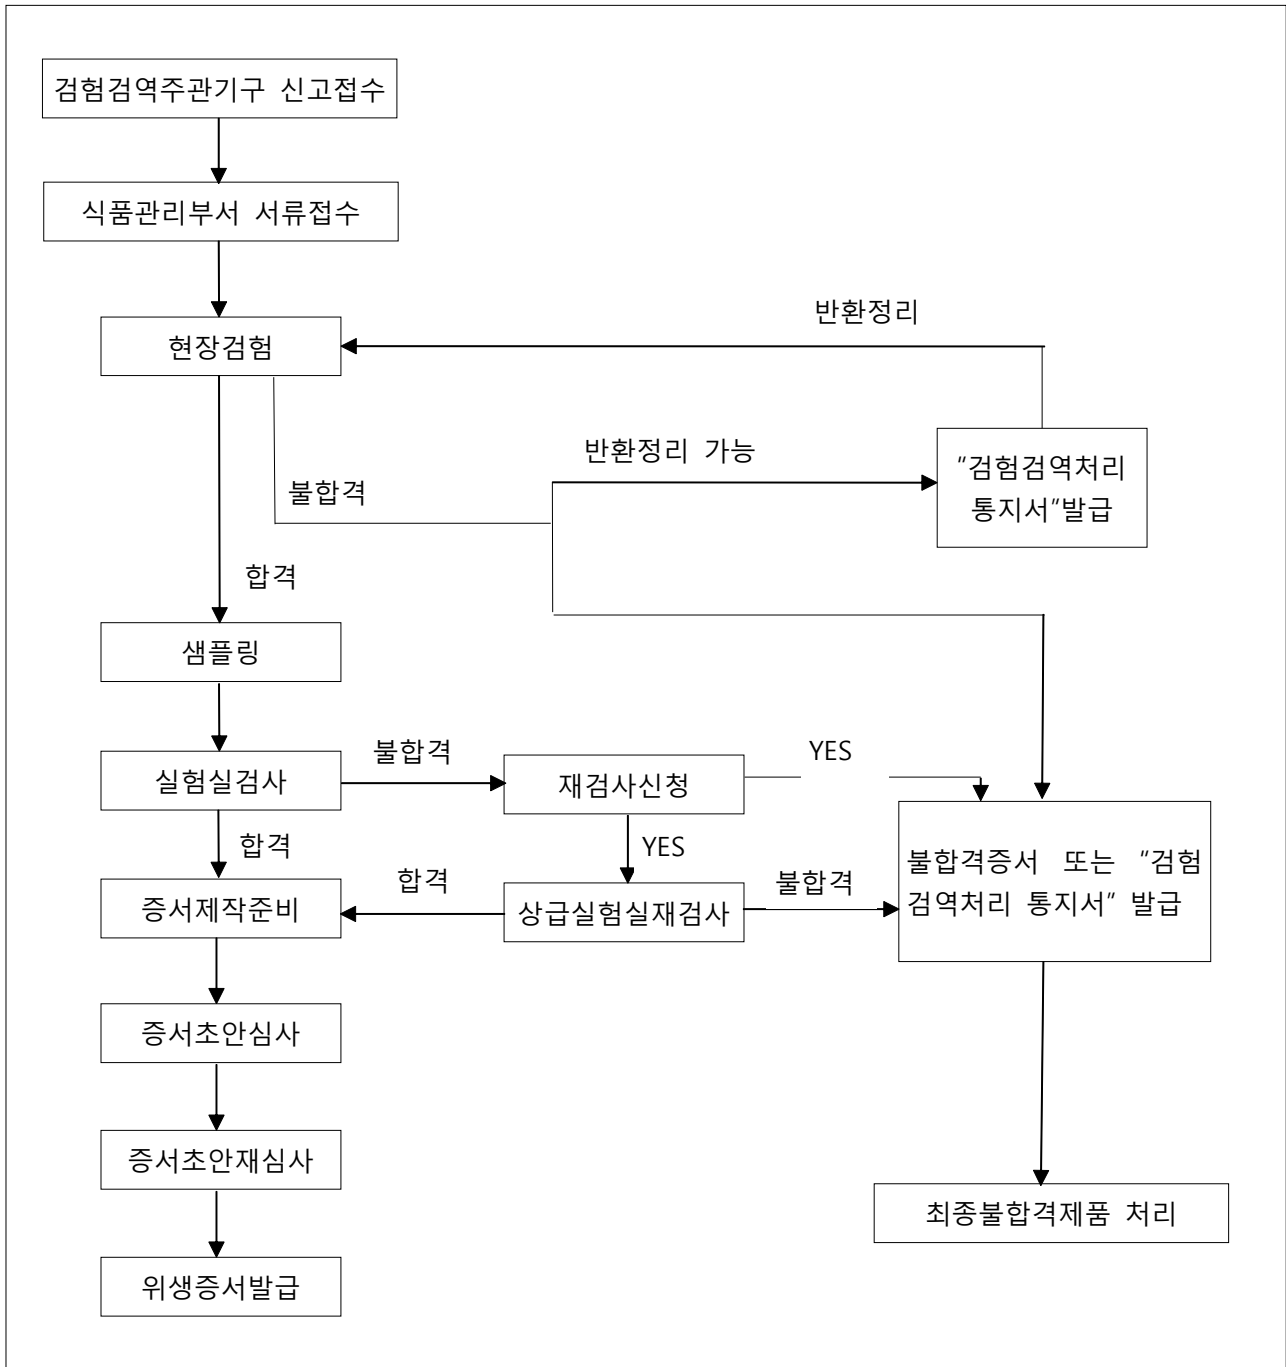 검험검역주관기구 신고접수
식품관리부서 서류접수
반환정리
현장검험
반환정리 가능
"검험검역처리
통지서"발급
불합격
합격
샘플링
불합격
YES
실험실검사
재검사신청
합격
YES
불합격증서 또는 "검험
검역처리 통지서" 발급
합격
불합격
증서제작준비
상급실험실재검사
증서초안심사
증서초안재심사
최종불합격제품 처리
위생증서발급